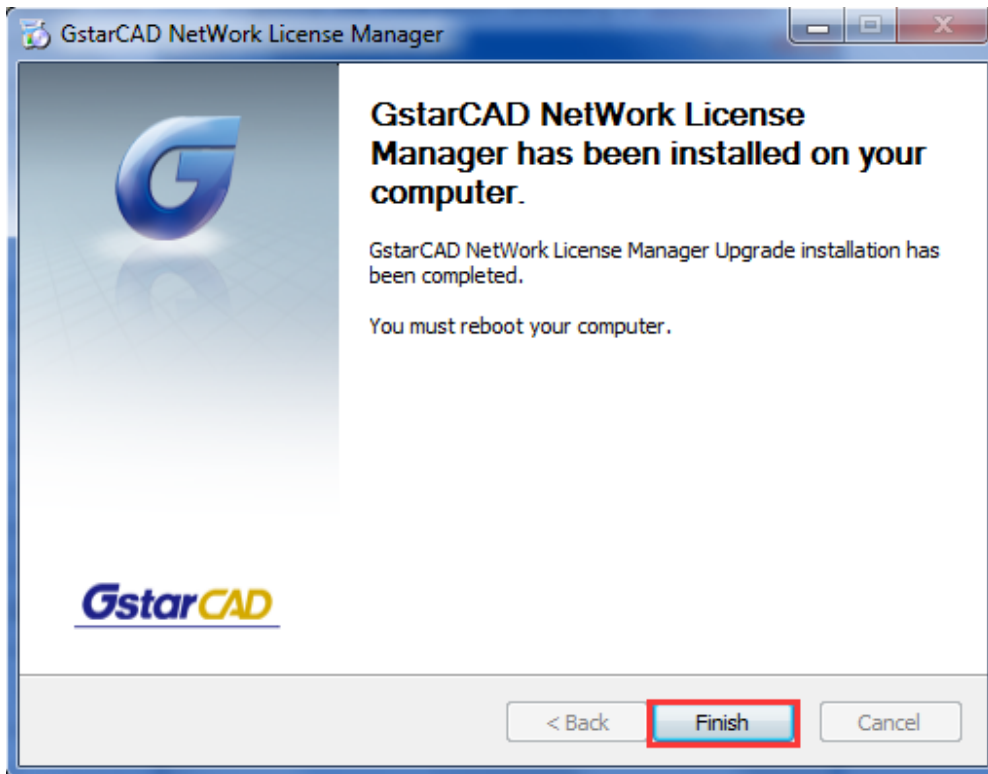 GstarCAD NetWork License Manager
GstarCAD NetWork License
Manager has been installed on your
computer.
GstarCAD NetWork License Manager Upgrade installation has
been completed.
You must reboot your computer.
GstarCAD
< Back Finish Cancel